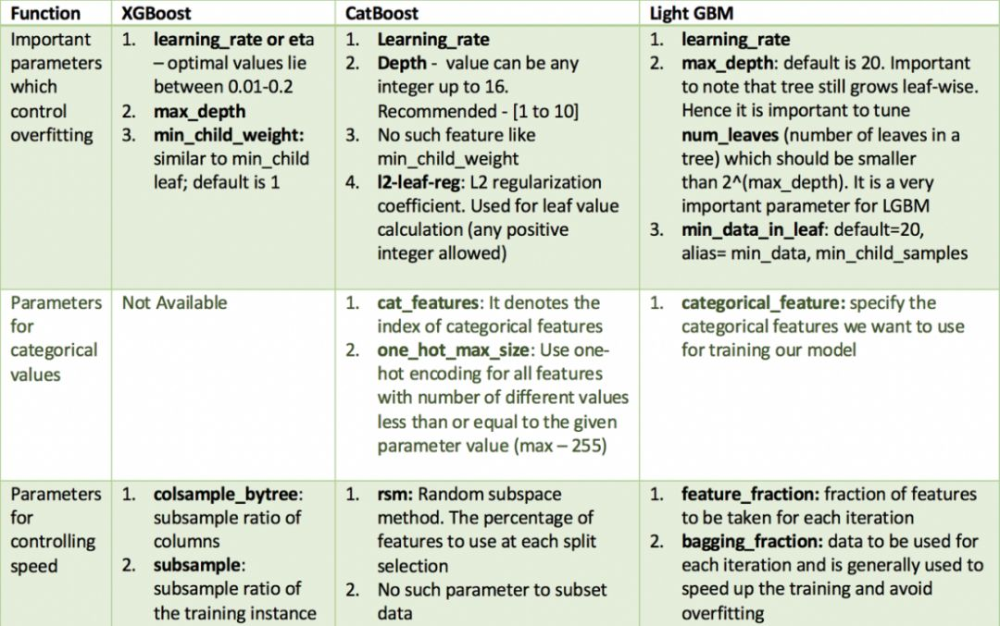 Function
XGBoost
CatBoost
Light GBM
Important
parameters
which
control
overfitting
1. learning_rate or eta
– optimal values lie
between 0.01-0.2
2. max_depth
3. min_child_weight:
similar to min_child
leaf; default is 1
1. Learning_rate
2. Depth - value can be any
integer up to 16.
Recommended - [1 to 10]
3. No such feature like
min_child_weight
4. l2-leaf-reg: L2 regularization
coefficient. Used for leaf value
calculation (any positive
integer allowed)
1. learning_rate
2. max_depth: default is 20. Important
to note that tree still grows leaf-wise.
Hence it is important to tune
num_leaves (number of leaves in a
tree) which should be smaller
than 2^(max_depth). It is a very
important parameter for LGBM
3. min_data_in_leaf: default=20,
alias= min_data, min_child_samples
Parameters
for
categorical
values
Not Available
1. cat_features: It denotes the
index of categorical features
2. one_hot_max_size: Use one-
hot encoding for all features
with number of different values
less than or equal to the given
parameter value (max – 255)
1. categorical_feature: specify the
categorical features we want to use
for training our model
Parameters
for
controlling
speed
1. colsample_bytree:
subsample ratio of
columns
2. subsample:
subsample ratio of
the training instance
1. rsm: Random subspace
method. The percentage of
features to use at each split
selection
2. No such parameter to subset
data
1. feature_fraction: fraction of features
to be taken for each iteration
2. bagging_fraction: data to be used for
each iteration and is generally used to
speed up the training and avoid
overfitting